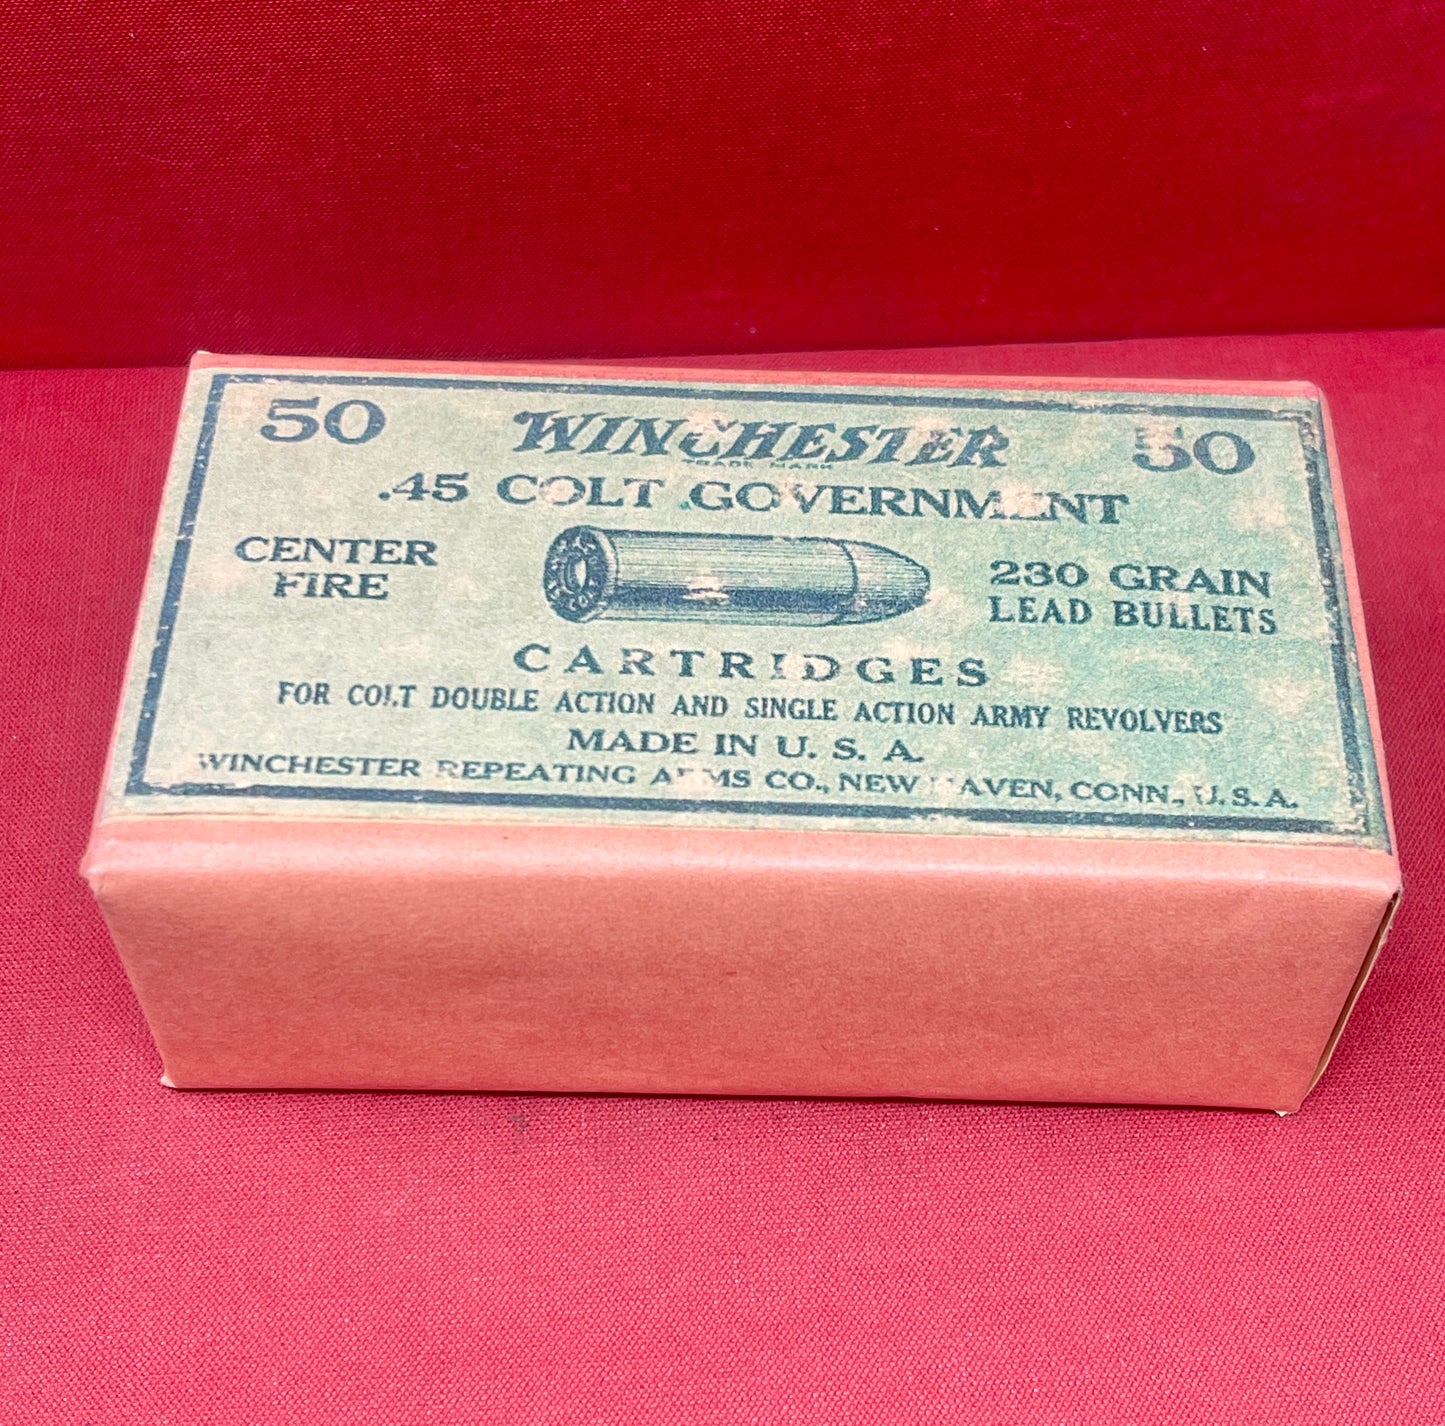 50 WINCHESTER 50
TRADE MARK
.45 COLT GOVERNMENT
CENTER
FIRE
230 GRAIN
LEAD BULLETS
CARTRIDGES
FOR COLT DOUBLE ACTION AND SINGLE ACTION ARMY REVOLVERS
MADE IN U. S. A.
WINCHESTER REPEATING ARMS CO., NEW HAVEN, CONN., U.S.A.